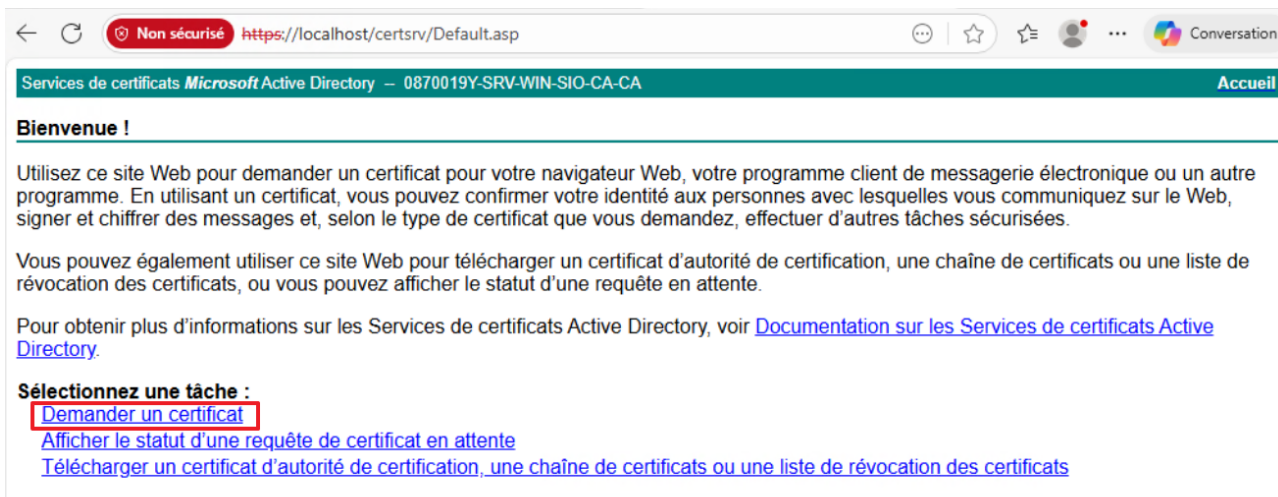 Non sécurisé https://localhost/certsrv/Default.asp Conversation
Services de certificats Microsoft Active Directory -- 0870019Y-SRV-WIN-SIO-CA-CA Accueil
Bienvenue !
Utilisez ce site Web pour demander un certificat pour votre navigateur Web, votre programme client de messagerie électronique ou un autre
programme. En utilisant un certificat, vous pouvez confirmer votre identité aux personnes avec lesquelles vous communiquez sur le Web,
signer et chiffrer des messages et, selon le type de certificat que vous demandez, effectuer d’autres tâches sécurisées.
Vous pouvez également utiliser ce site Web pour télécharger un certificat d’autorité de certification, une chaîne de certificats ou une liste de
révocation des certificats, ou vous pouvez afficher le statut d’une requête en attente.
Pour obtenir plus d’informations sur les Services de certificats Active Directory, voir Documentation sur les Services de certificats Active
Directory.
Sélectionnez une tâche :
Demander un certificat
Afficher le statut d’une requête de certificat en attente
Télécharger un certificat d’autorité de certification, une chaîne de certificats ou une liste de révocation des certificats